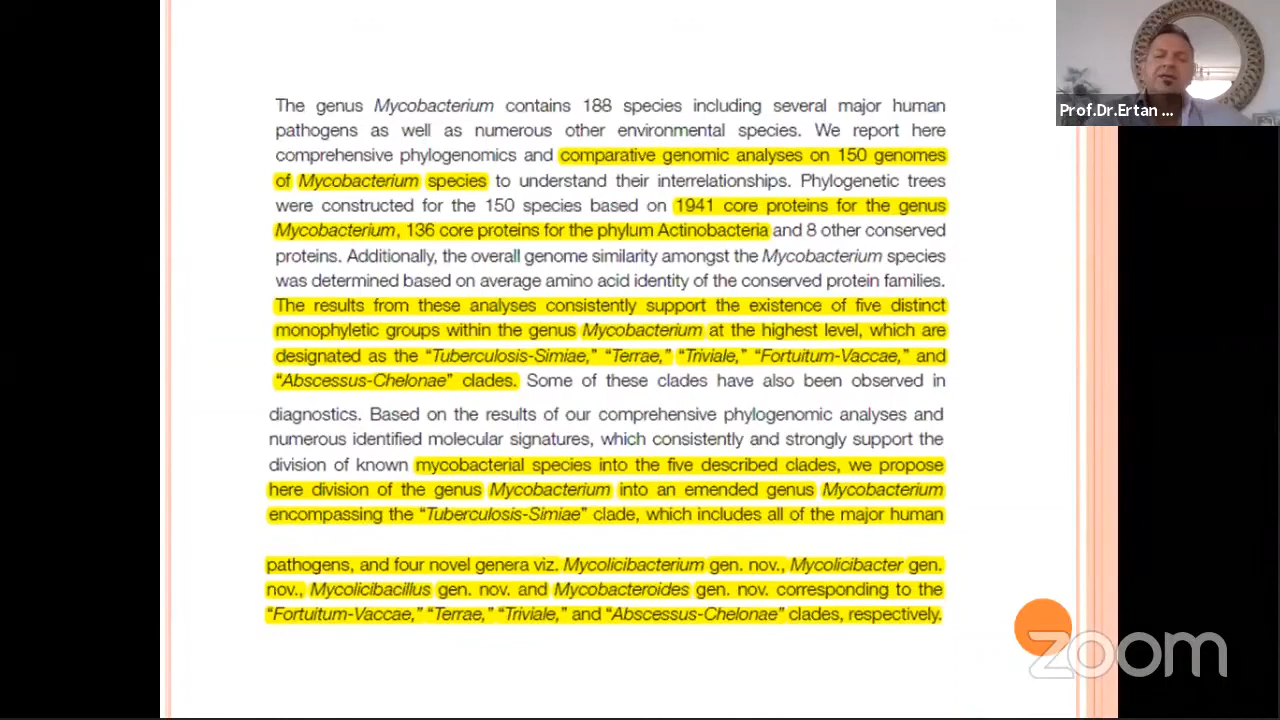 The genus Mycobacterium contains 188 species including several major human
pathogens as well as numerous other environmental species. We report here
comprehensive phylogenomics and comparative genomic analyses on 150 genomes
of Mycobacterium species to understand their interrelationships. Phylogenetic trees
were constructed for the 150 species based on 1941 core proteins for the genus
Mycobacterium, 136 core proteins for the phylum Actinobacteria and 8 other conserved
proteins. Additionally, the overall genome similarity amongst the Mycobacterium species
was determined based on average amino acid identity of the conserved protein families.
The results from these analyses consistently support the existence of five distinct
monophyletic groups within the genus Mycobacterium at the highest level, which are
designated as the “Tuberculosis-Simiae,” “Terrae,” “Triviale,” “Fortuitum-Vaccae,” and
“Abscessus-Chelonae” clades. Some of these clades have also been observed in
diagnostics. Based on the results of our comprehensive phylogenomic analyses and
numerous identified molecular signatures, which consistently and strongly support the
division of known mycobacterial species into the five described clades, we propose
here division of the genus Mycobacterium into an emended genus Mycobacterium
encompassing the “Tuberculosis-Simiae” clade, which includes all of the major human
pathogens, and four novel genera viz. Mycolicibacterium gen. nov., Mycolicibacter gen.
nov., Mycolicibacillus gen. nov. and Mycobacteroides gen. nov. corresponding to the
“Fortuitum-Vaccae,” “Terrae,” “Triviale,” and “Abscessus-Chelonae” clades, respectively.
Prof.Dr.Ertan ...
zoom